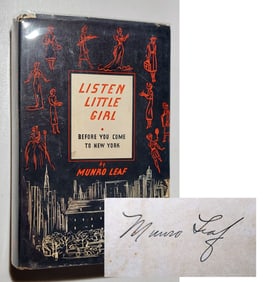 LISTEN
LITTLE
GIRL
BEFORE YOU COME
TO NEW YORK
by
MUNRO LEAF
Munro Leaf